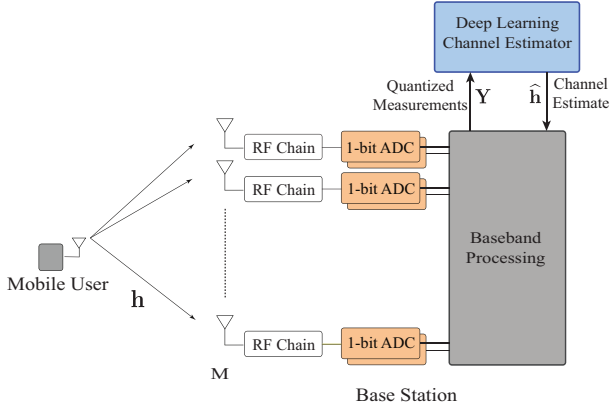 Deep Learning
Channel Estimator
Quantized
Measurements
Y
ĥ
Channel
Estimate
RF Chain
1-bit ADC
RF Chain
1-bit ADC
Baseband
Processing
Mobile User
h
RF Chain
1-bit ADC
M
Base Station